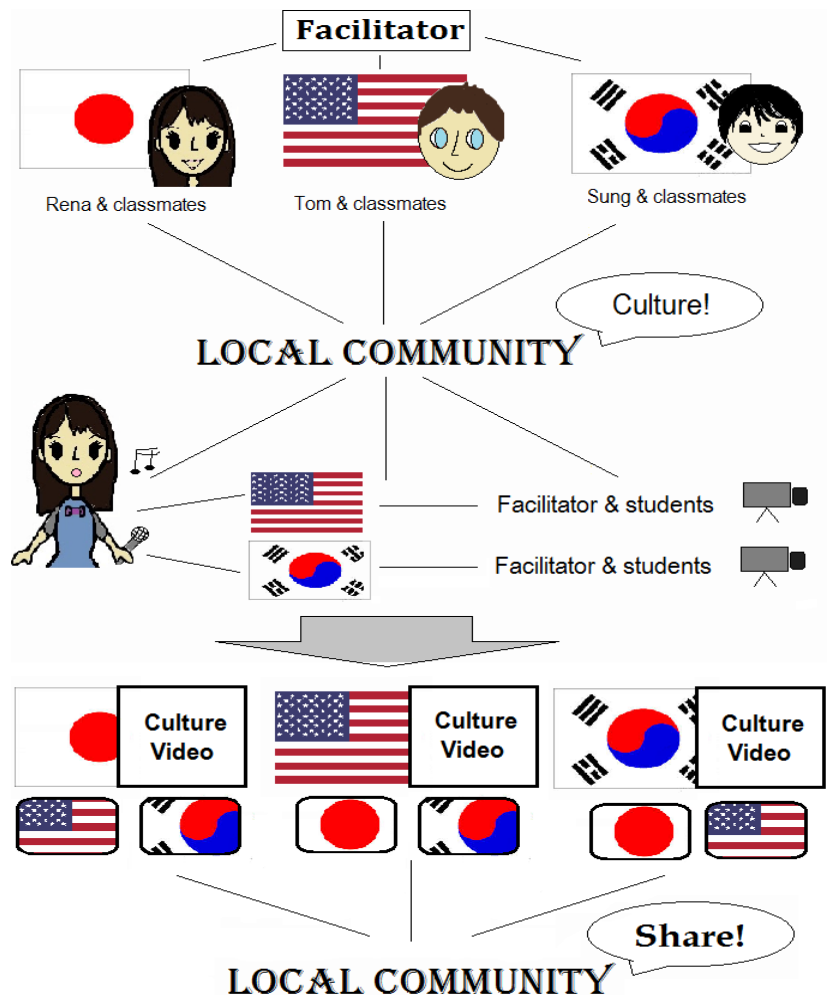 Facilitator
Rena & classmates
Tom & classmates
Sung & classmates
Culture!
LOCAL COMMUNITY
Facilitator & students
Facilitator & students
Culture
Video
Culture
Video
Culture
Video
Share!
LOCAL COMMUNITY